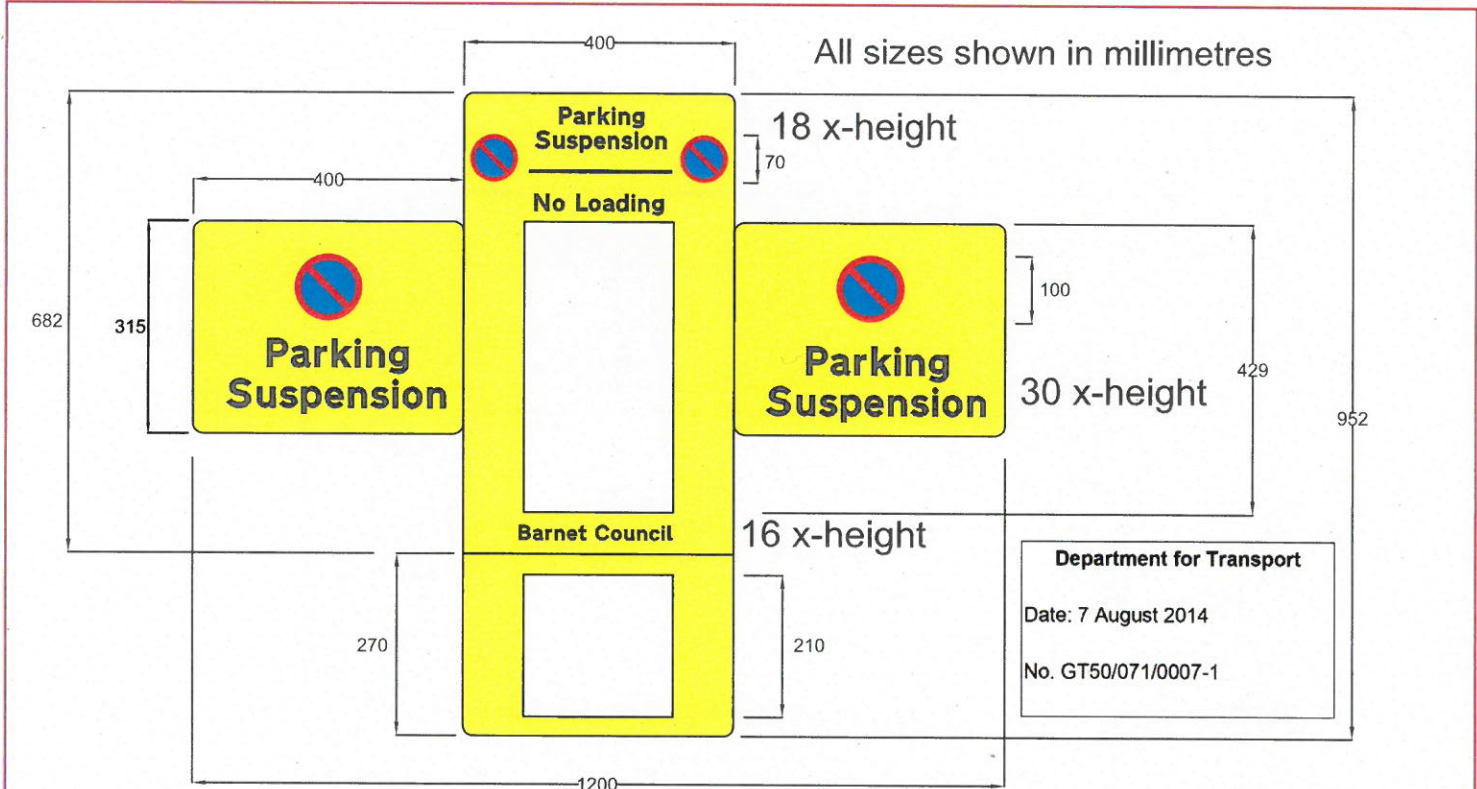 400
All sizes shown in millimetres
Parking
Suspension
18 x-height
70
400
No Loading
682
315
100
Parking
Suspension
Parking
Suspension
30 x-height
429
952
Barnet Council
16 x-height
Department for Transport
Date: 7 August 2014
No. GT50/071/0007-1
270
210
1200